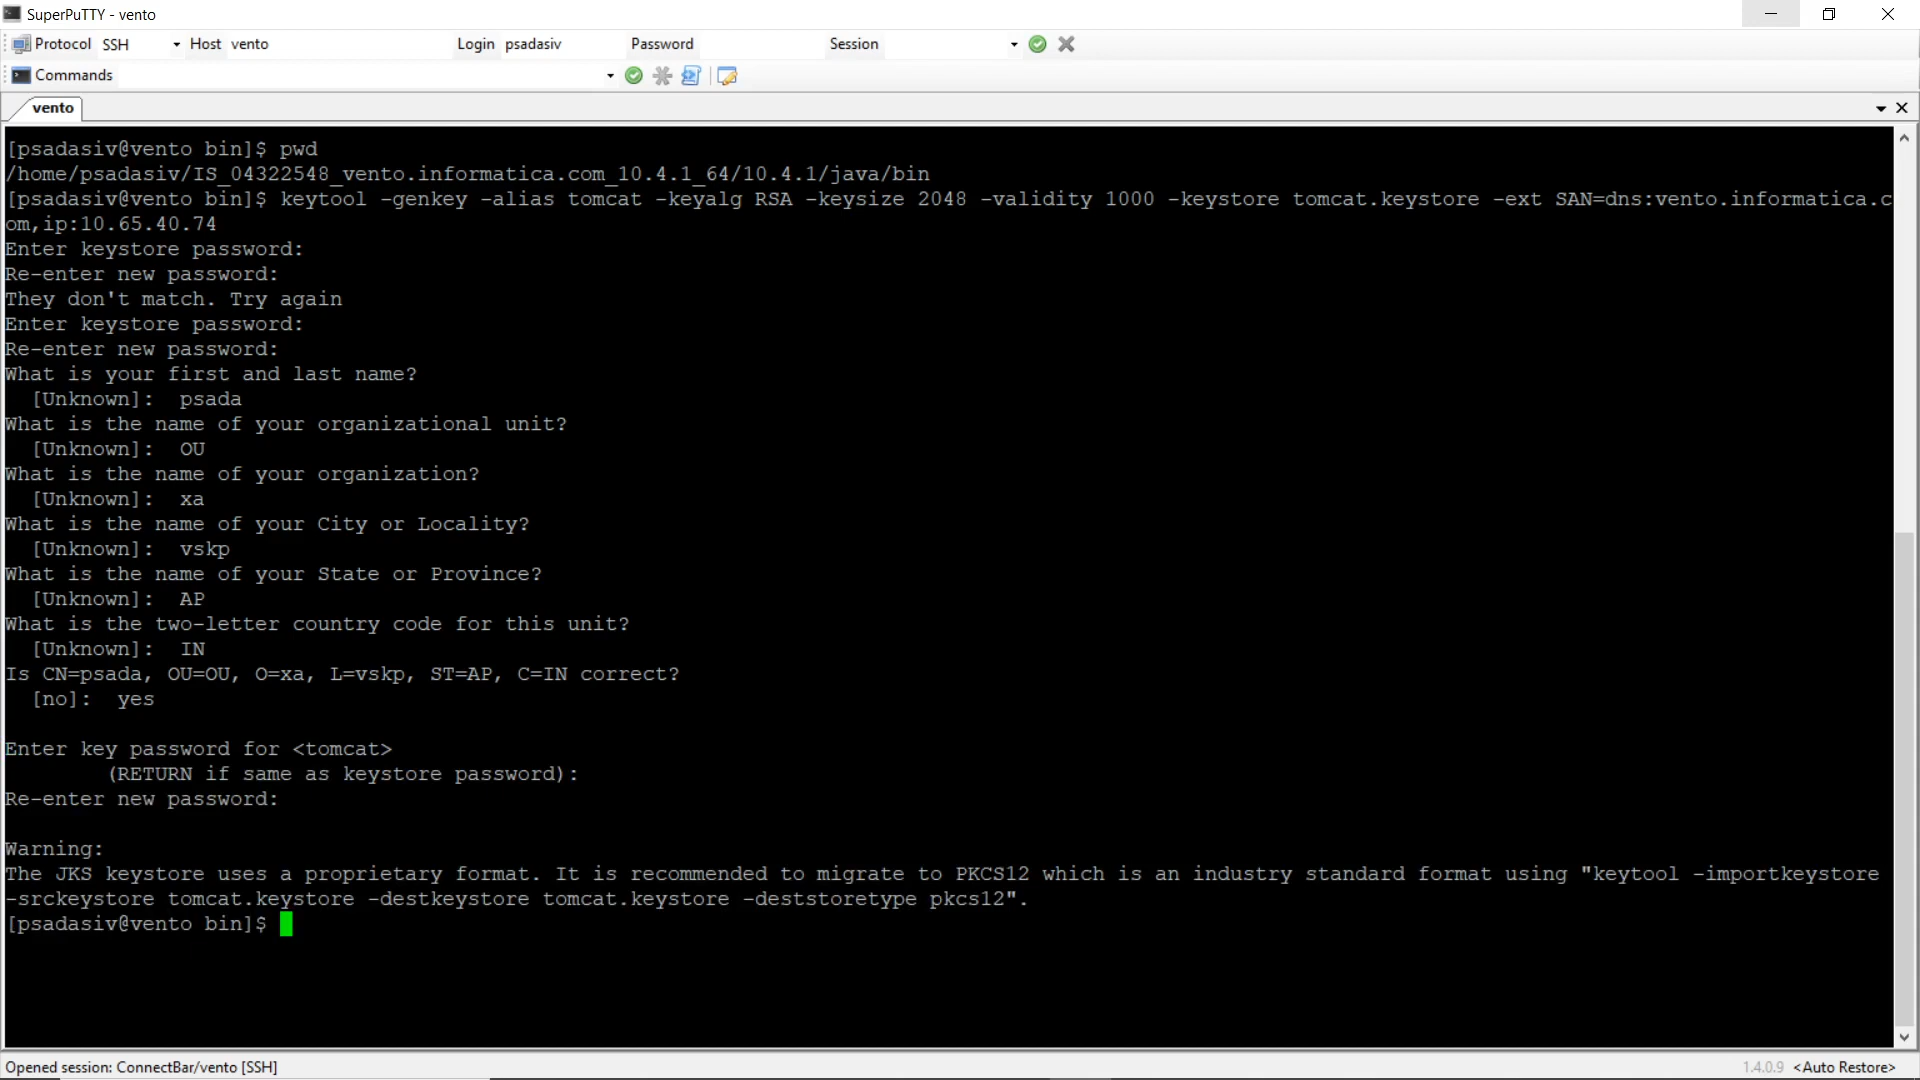 SuperPuTTY - vento
Protocol SSH Host vento Login psadasiv Password Session
Commands
vento
[psadasiv@vento bin]$ pwd
/home/psadasiv/IS_04322548_vento.informatica.com_10.4.1_64/10.4.1/java/bin
[psadasiv@vento bin]$ keytool -genkey -alias tomcat -keyalg RSA -keysize 2048 -validity 1000 -keystore tomcat.keystore -ext SAN=dns:vento.informatica.c
om,ip:10.65.40.74
Enter keystore password:
Re-enter new password:
They don't match. Try again
Enter keystore password:
Re-enter new password:
What is your first and last name?
  [Unknown]:  psada
What is the name of your organizational unit?
  [Unknown]:  OU
What is the name of your organization?
  [Unknown]:  xa
What is the name of your City or Locality?
  [Unknown]:  vskp
What is the name of your State or Province?
  [Unknown]:  AP
What is the two-letter country code for this unit?
  [Unknown]:  IN
Is CN=psada, OU=OU, O=xa, L=vskp, ST=AP, C=IN correct?
  [no]:  yes
Enter key password for <tomcat>
        (RETURN if same as keystore password):
Re-enter new password:
Warning:
The JKS keystore uses a proprietary format. It is recommended to migrate to PKCS12 which is an industry standard format using "keytool -importkeystore
-srckeystore tomcat.keystore -destkeystore tomcat.keystore -deststoretype pkcs12".
[psadasiv@vento bin]$
Opened session: ConnectBar/vento [SSH] 1.4.0.9 <Auto Restore>